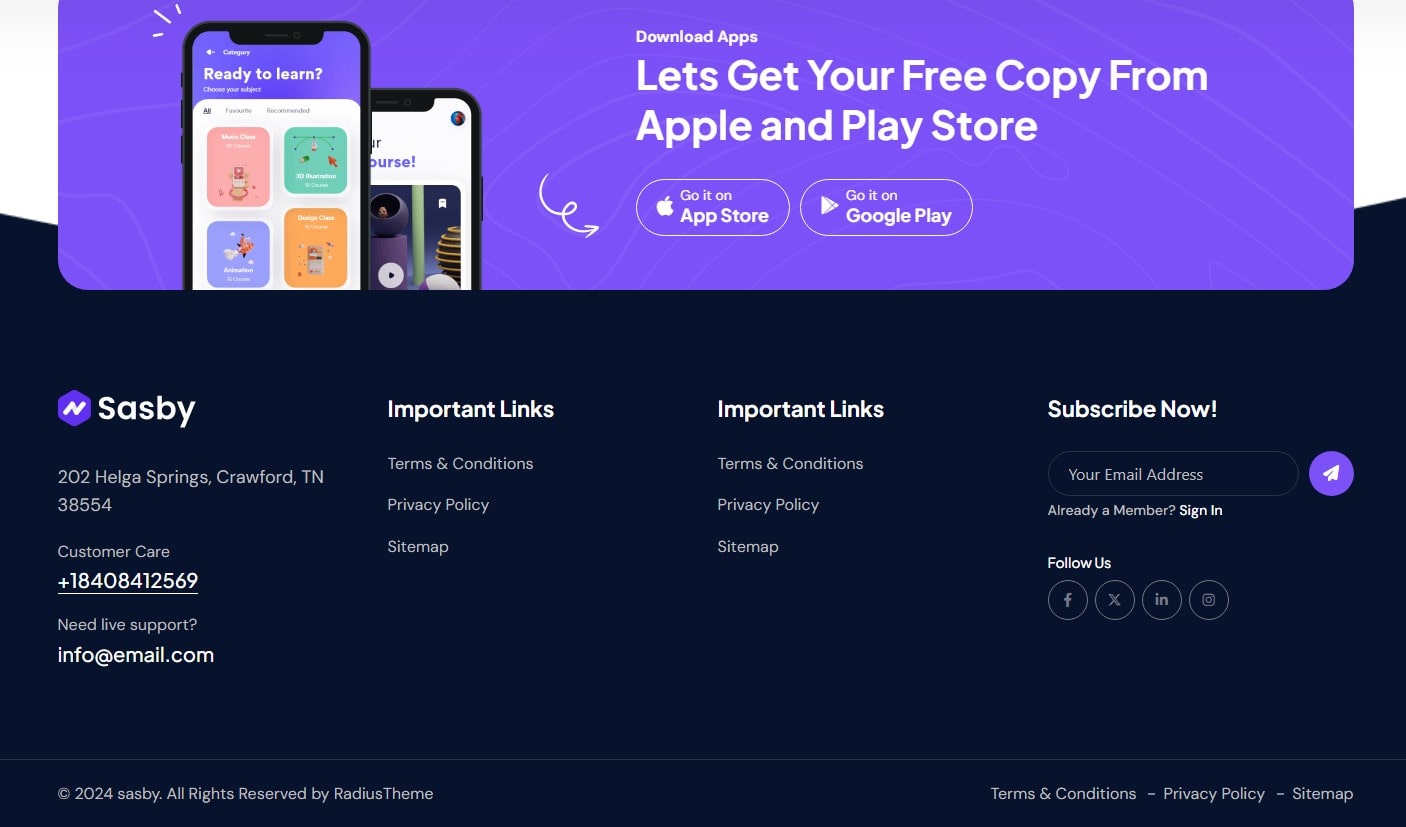 Category
Ready to learn?
Choose your subject
All Favourite Recommended
Music Class
3D Illustration
Design Class
Animation
ur
ourse!
Download Apps
Lets Get Your Free Copy From
Apple and Play Store
Go it on
App Store
Go it on
Google Play
Sasby
202 Helga Springs, Crawford, TN
38554
Customer Care
+18408412569
Need live support?
info@email.com
Important Links
Terms & Conditions
Privacy Policy
Sitemap
Important Links
Terms & Conditions
Privacy Policy
Sitemap
Subscribe Now!
Your Email Address
Already a Member? Sign In
Follow Us
© 2024 sasby. All Rights Reserved by RadiusTheme
Terms & Conditions – Privacy Policy – Sitemap